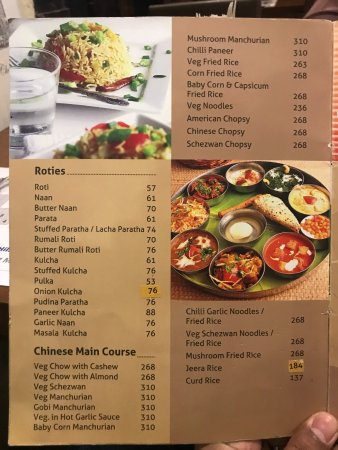 Mushroom Manchurian 310
Chilli Paneer 310
Veg Fried Rice 263
Corn Fried Rice 268
Baby Corn & Capsicum
Fried Rice 268
Veg Noodles 236
American Chopsy 268
Chinese Chopsy 268
Schezwan Chopsy 268
Roties
Roti 57
Naan 61
Butter Naan 70
Parata 61
Stuffed Paratha / Lacha Paratha 74
Rumali Roti 70
Butter Rumali Roti 76
Kulcha 61
Stuffed Kulcha 76
Pulka 53
Onion Kulcha 76
Pudina Paratha 76
Paneer Kulcha 88
Garlic Naan 76
Masala Kulcha 76
Chinese Main Course
Veg Chow with Cashew 268
Veg Chow with Almond 268
Veg Schezwan 310
Veg Manchurian 310
Gobi Manchurian 310
Veg. in Hot Garlic Sauce 310
Baby Corn Manchurian 310
Chilli Garlic Noodles /
Fried Rice 268
Veg Schezwan Noodles /
Fried Rice 268
Mushroom Fried Rice 268
Jeera Rice 184
Curd Rice 137